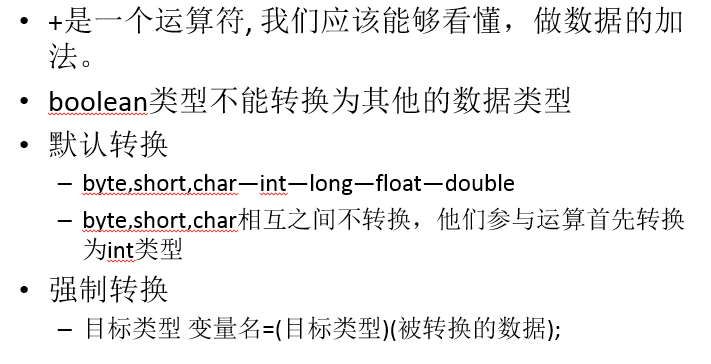 • +是一个运算符, 我们应该能够看懂，做数据的加
法。
• boolean类型不能转换为其他的数据类型
• 默认转换
– byte,short,char—int—long—float—double
– byte,short,char相互之间不转换，他们参与运算首先转换
为int类型
• 强制转换
– 目标类型 变量名=(目标类型)(被转换的数据);